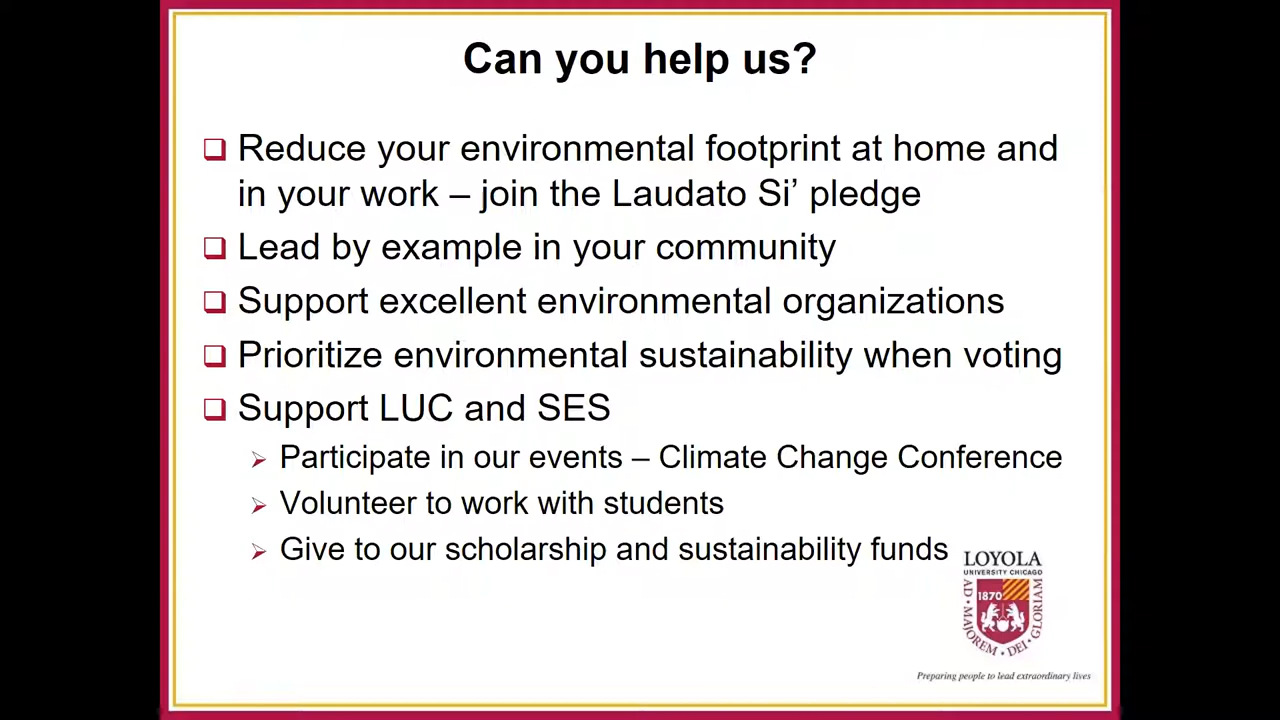 Can you help us?
Reduce your environmental footprint at home and
in your work – join the Laudato Si’ pledge
Lead by example in your community
Support excellent environmental organizations
Prioritize environmental sustainability when voting
Support LUC and SES
Participate in our events – Climate Change Conference
Volunteer to work with students
Give to our scholarship and sustainability funds
LOYOLA
UNIVERSITY CHICAGO
1870
AD • MAJOREM • DEI • GLORIAM
Preparing people to lead extraordinary lives